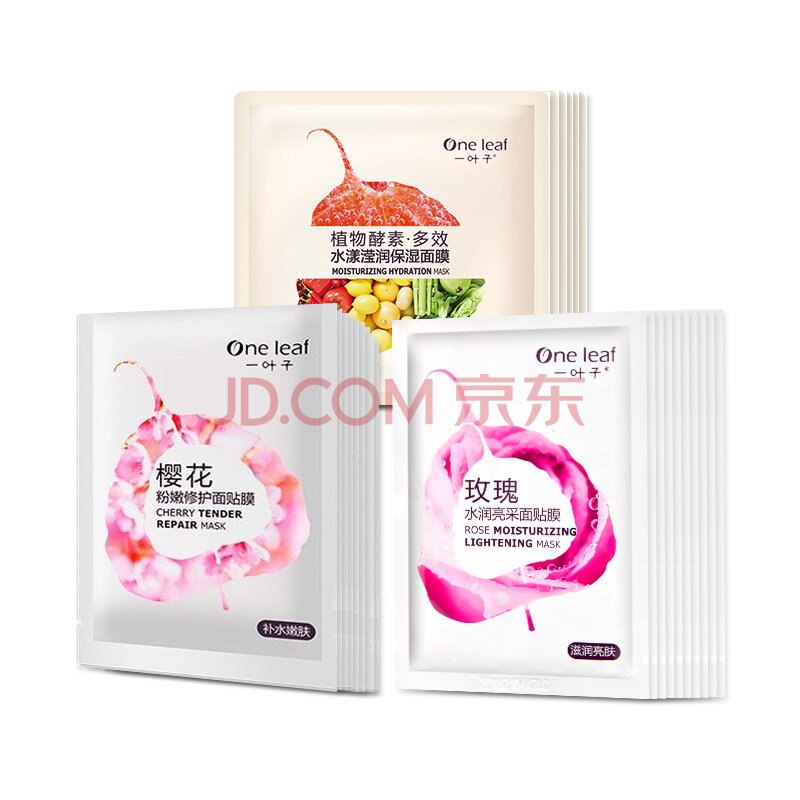 One leaf
一叶子®
植物酵素·多效
水漾滢润保湿面膜
MOISTURIZING HYDRATION MASK
One leaf
一叶子
樱花
粉嫩修护面贴膜
CHERRY TENDER
REPAIR MASK
补水嫩肤
One leaf
一叶子
玫瑰
水润亮采面贴膜
ROSE MOISTURIZING
LIGHTENING MASK
滋润亮肤
JD.COM 京东